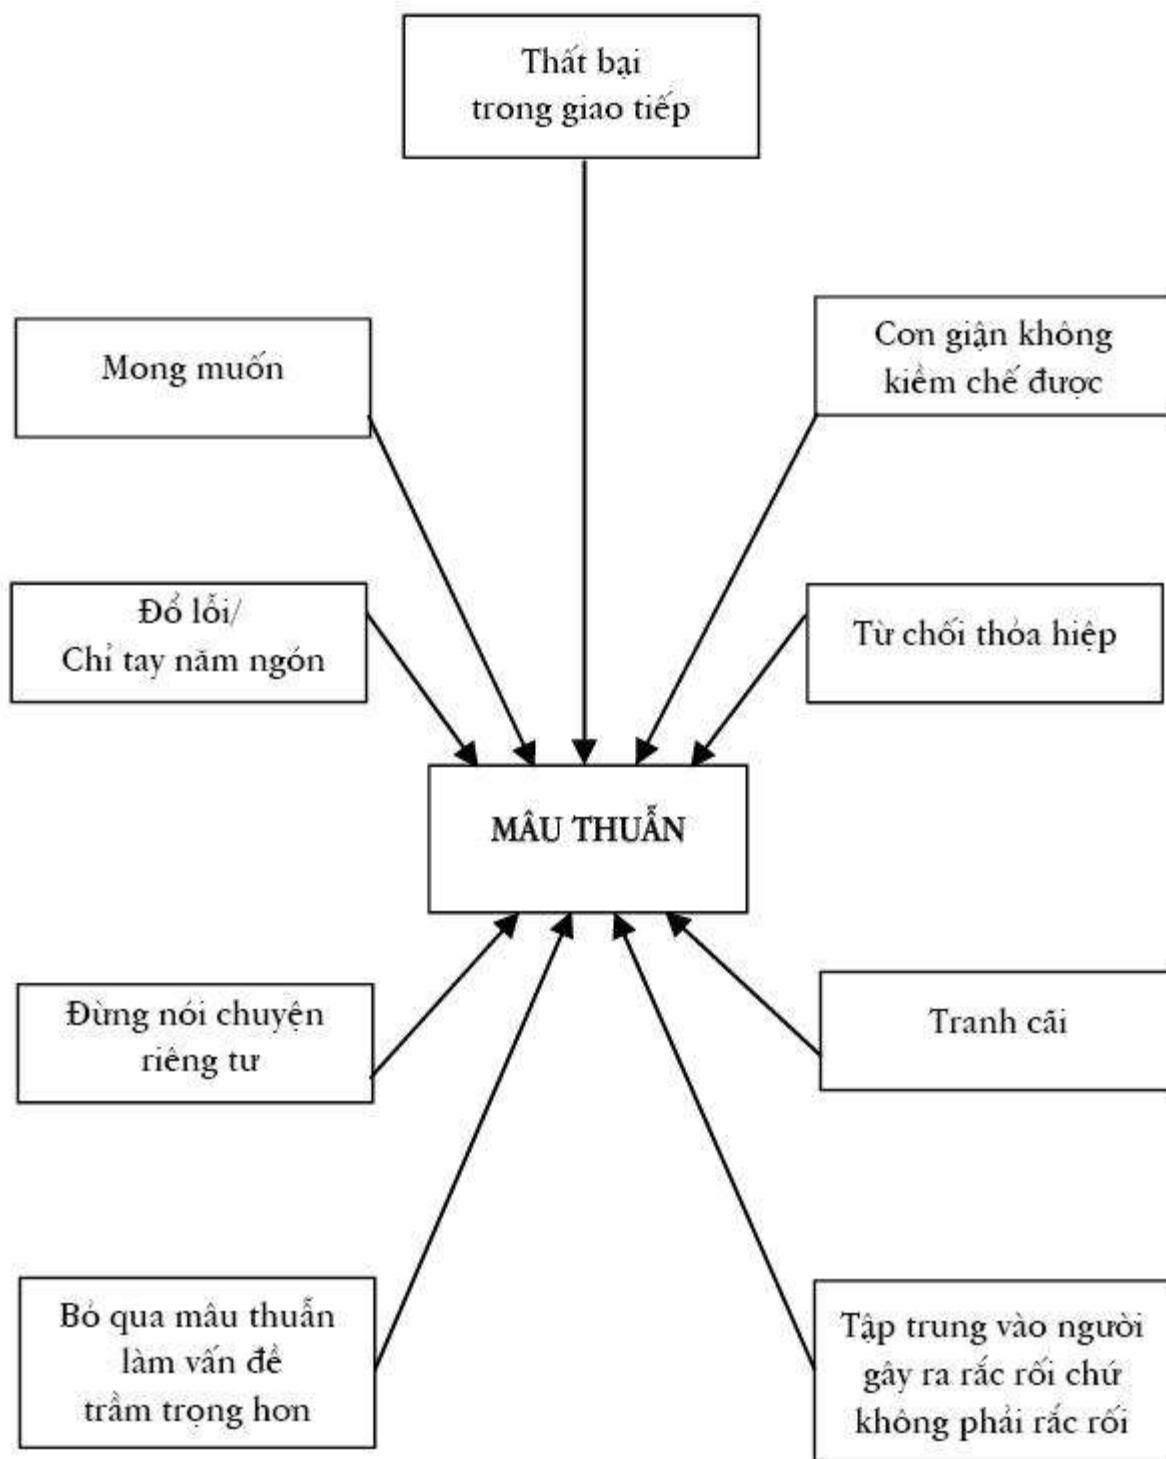 Thất bại
trong giao tiếp
Mong muốn
Cơn giận không
kiềm chế được
Đổ lỗi/
Chỉ tay năm ngón
Từ chối thỏa hiệp
MÂU THUẪN
Đừng nói chuyện
riêng tư
Tranh cãi
Bỏ qua mâu thuẫn
làm vấn đề
trầm trọng hơn
Tập trung vào người
gây ra rắc rối chứ
không phải rắc rối